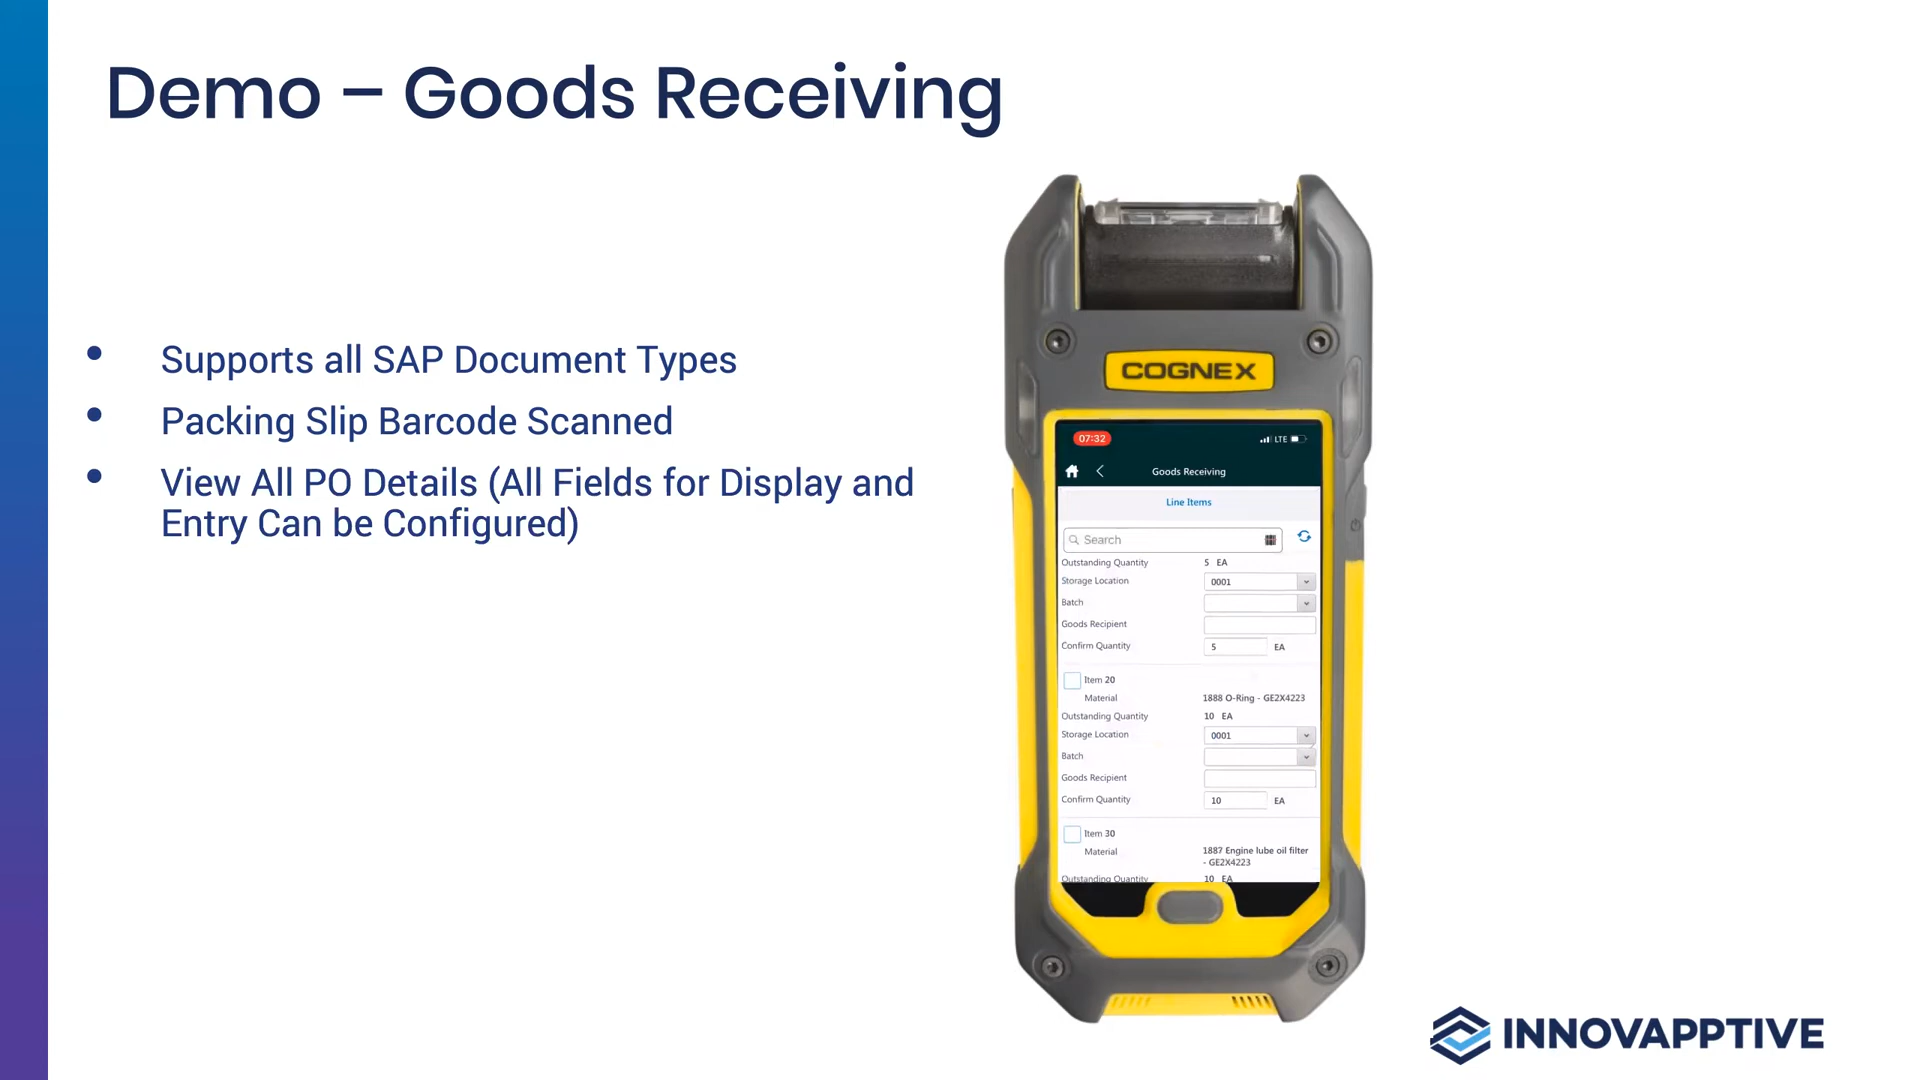 Demo – Goods Receiving
• Supports all SAP Document Types
• Packing Slip Barcode Scanned
• View All PO Details (All Fields for Display and
Entry Can be Configured)
COGNEX
07:32 LTE
Goods Receiving
Line Items
Search
Outstanding Quantity 5 EA
Storage Location 0001
Batch
Goods Recipient
Confirm Quantity 5 EA
Item 20
Material 1888 O-Ring - GE2X4223
Outstanding Quantity 10 EA
Storage Location 0001
Batch
Goods Recipient
Confirm Quantity 10 EA
Item 30
Material 1887 Engine lube oil filter
- GE2X4223
Outstanding Quantity 10 EA
INNOVAPPTIVE